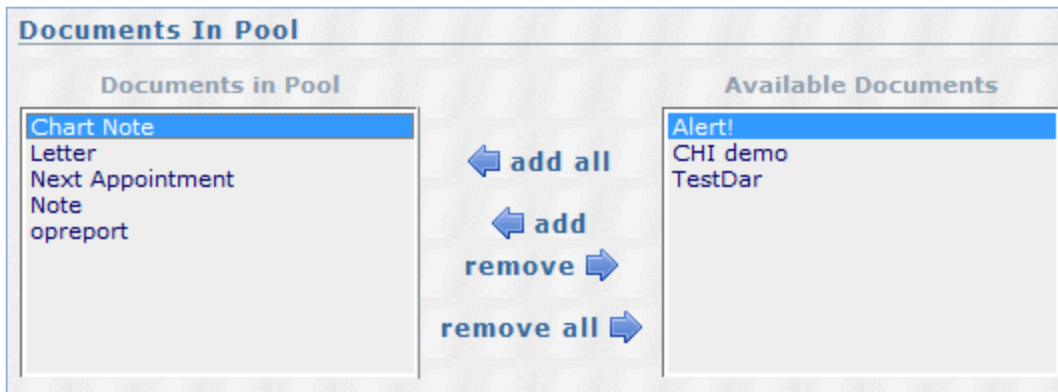 Documents In Pool
Documents in Pool
Chart Note
Letter
Next Appointment
Note
opreport
add all
add
remove
remove all
Available Documents
Alert!
CHI demo
TestDar